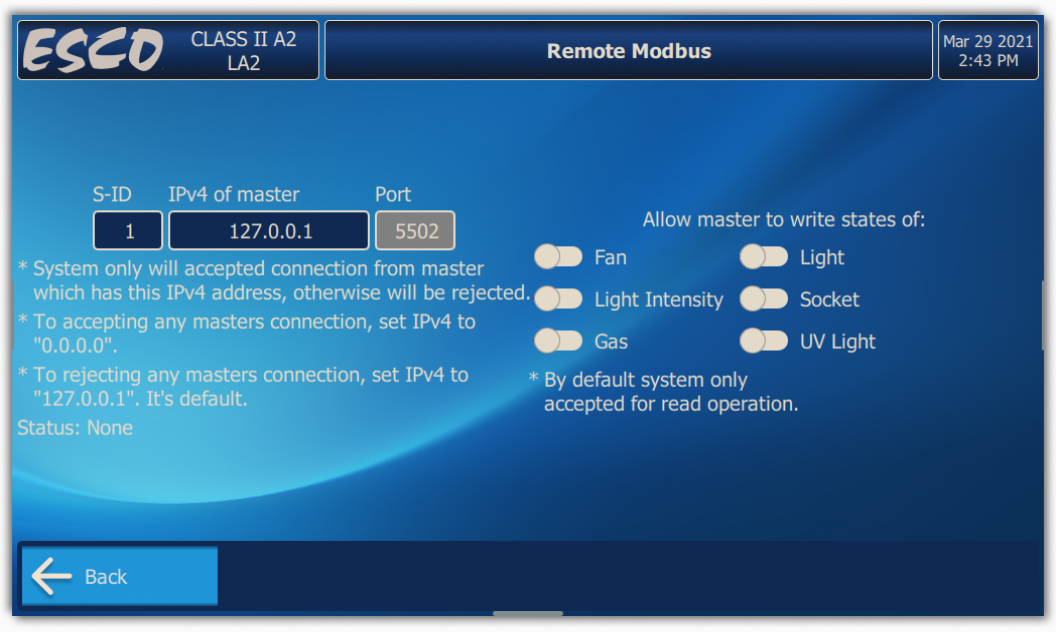 ESCO
CLASS II A2
LA2
Remote Modbus
Mar 29 2021
2:43 PM
S-ID
IPv4 of master
Port
1
127.0.0.1
5502
* System only will accepted connection from master
which has this IPv4 address, otherwise will be rejected.
* To accepting any masters connection, set IPv4 to
"0.0.0.0".
* To rejecting any masters connection, set IPv4 to
"127.0.0.1". It's default.
Status: None
Allow master to write states of:
Fan
Light
Light Intensity
Socket
Gas
UV Light
* By default system only
accepted for read operation.
Back